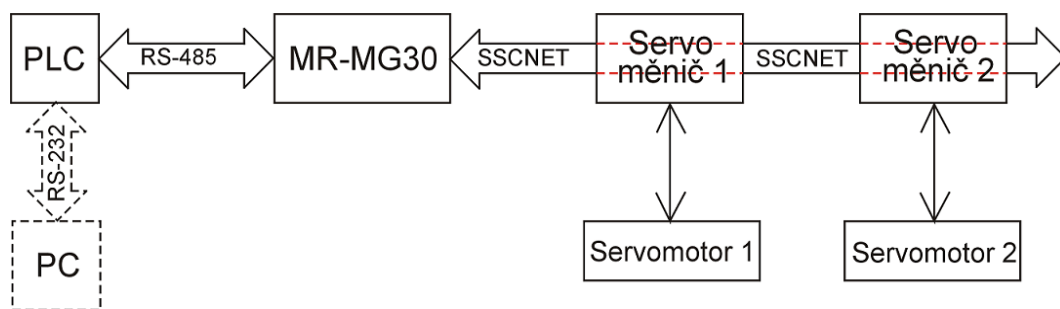 PLC
RS-485
MR-MG30
SSCNET
Servo
měnič 1
SSCNET
Servo
měnič 2
RS-232
PC
Servomotor 1
Servomotor 2